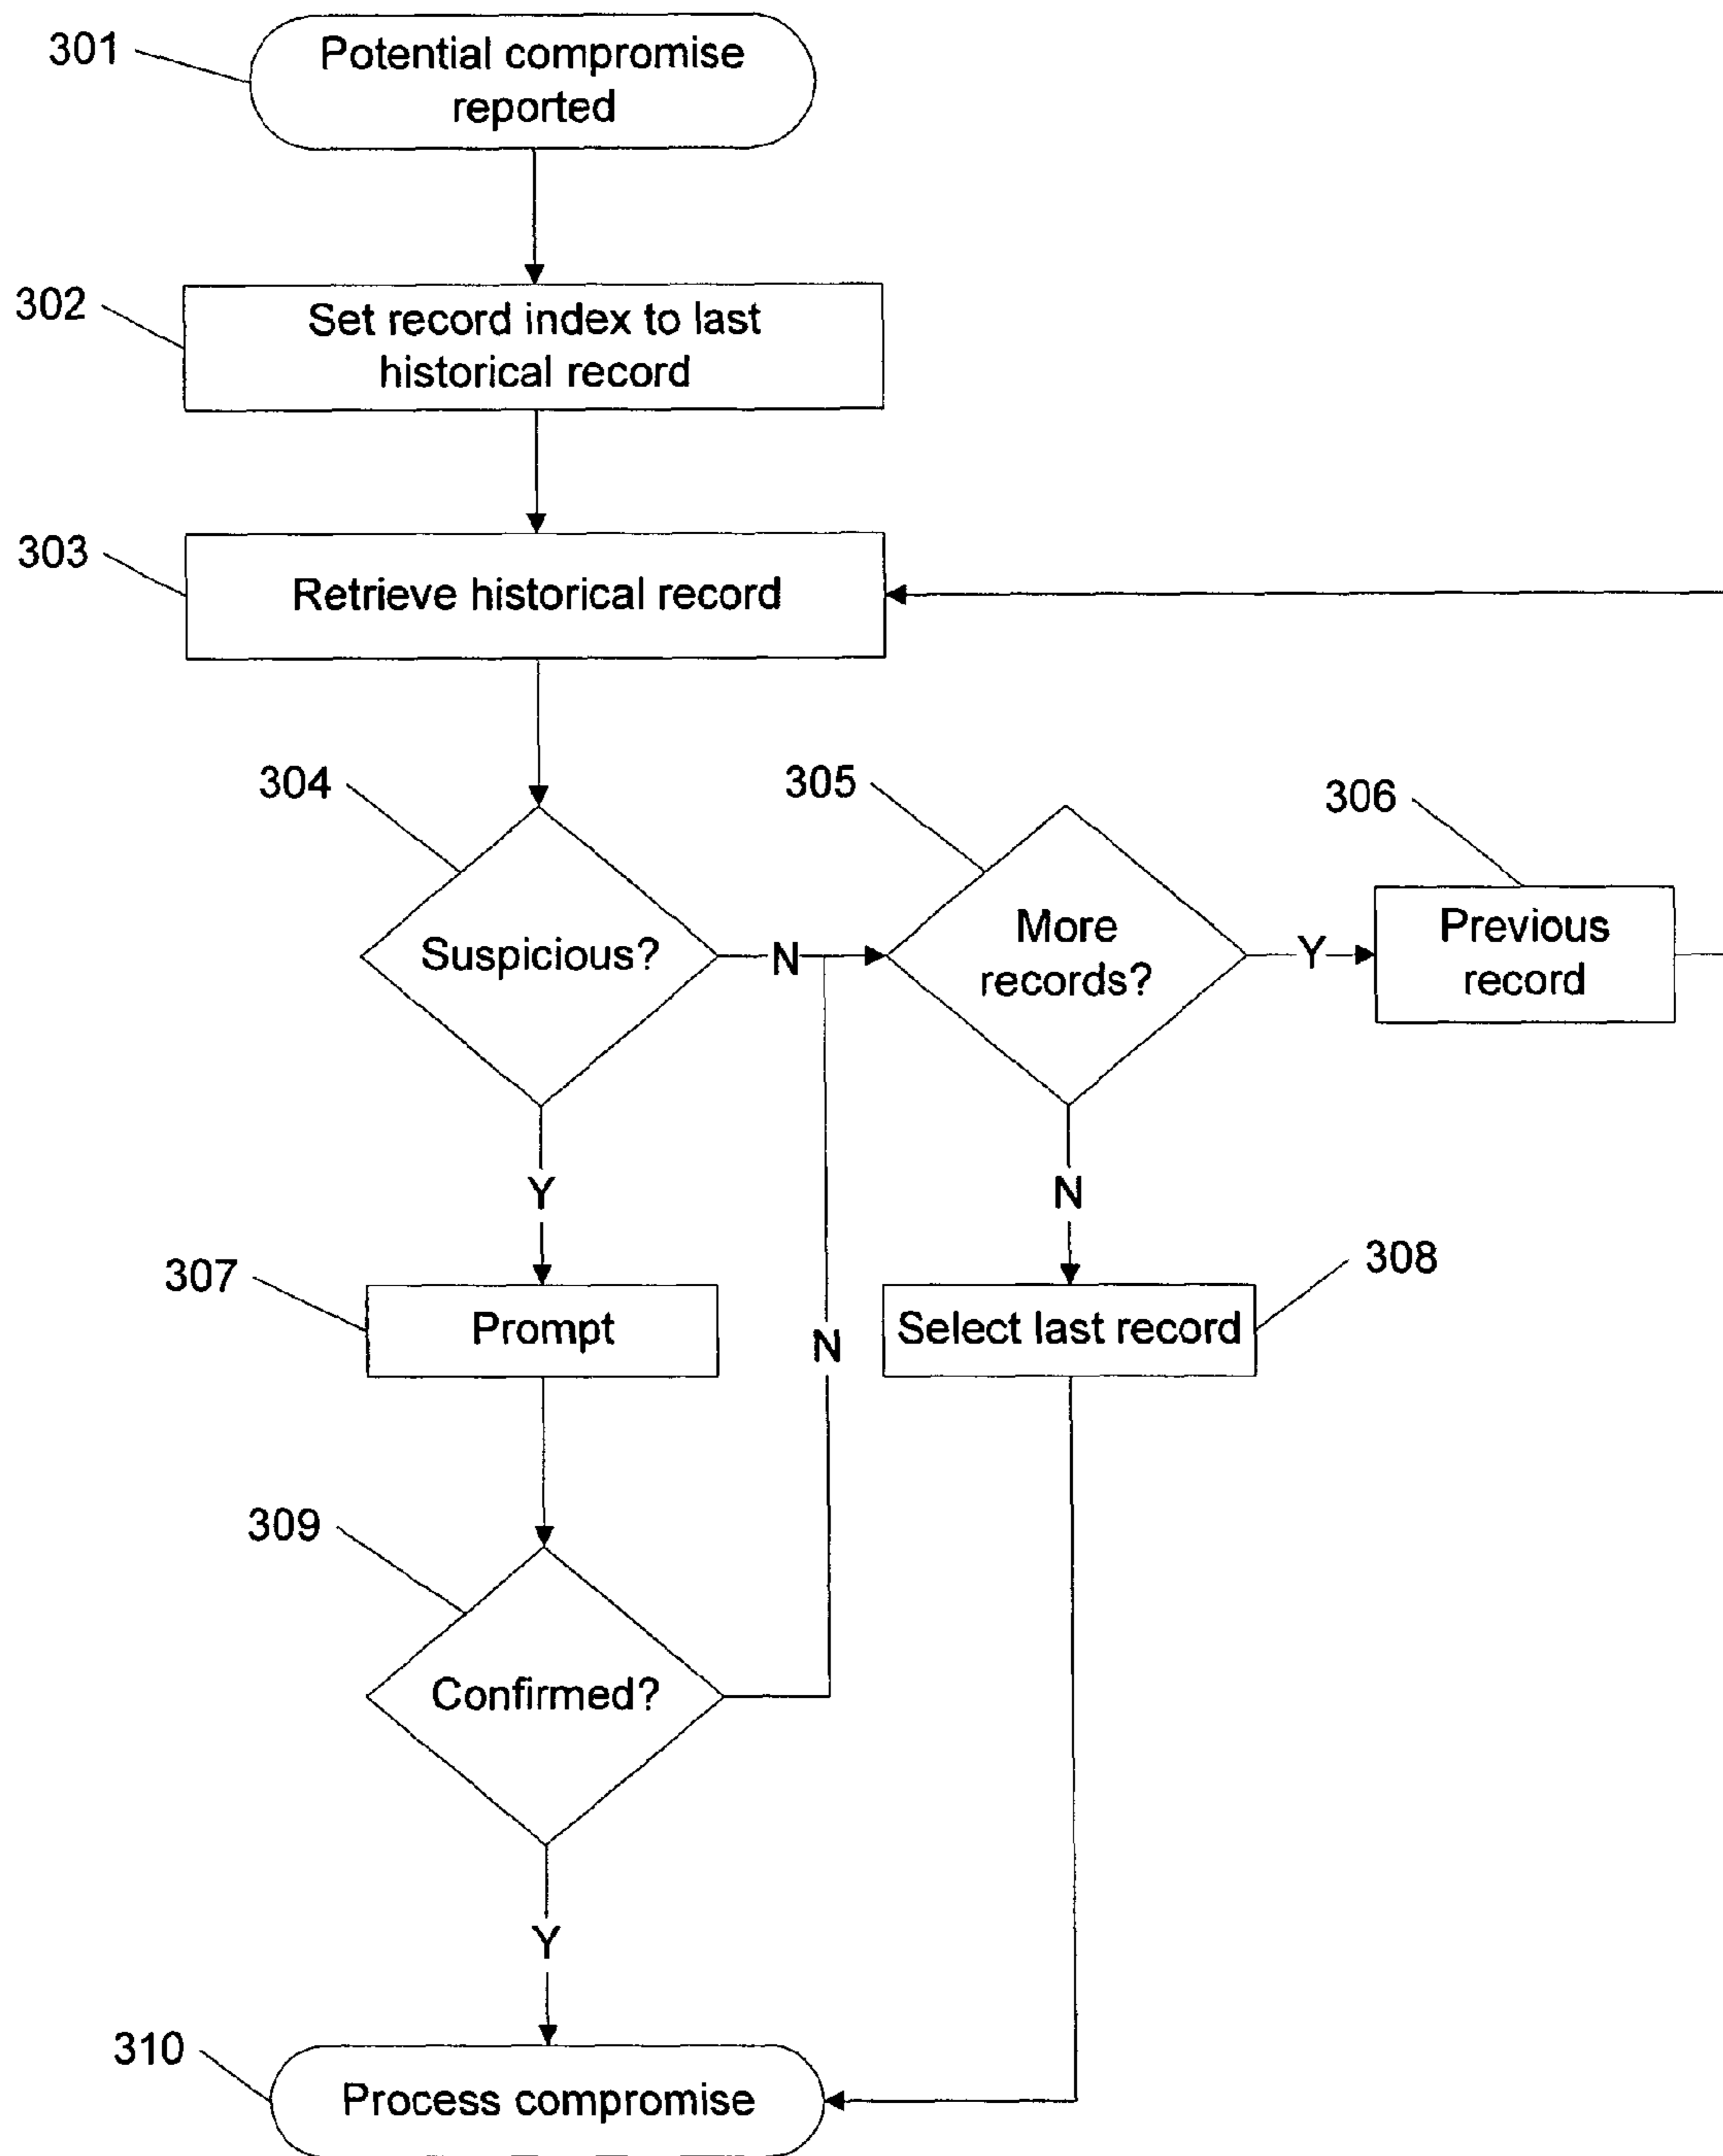 301
Potential compromise
reported
302
Set record index to last
historical record
303
Retrieve historical record
304
305
306
Suspicious?
N
More
records?
Y
Previous
record
Y
N
307
Prompt
N
Select last record
308
309
Confirmed?
Y
310
Process compromise